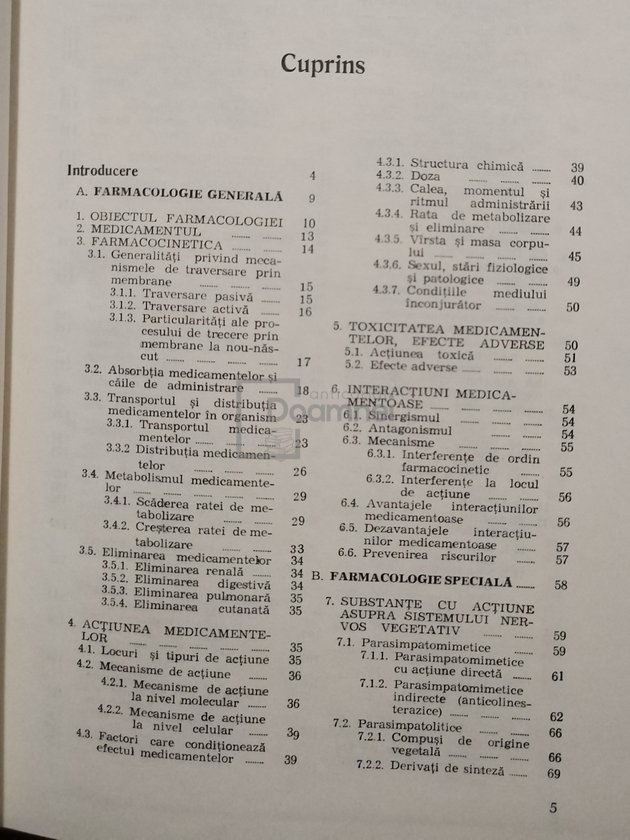 Cuprins
Introducere 4
A. FARMACOLOGIE GENERALĂ 9
1. OBIECTUL FARMACOLOGIEI 10
2. MEDICAMENTUL ........ ........ 13
3. FARMACOCINETICA ........ ........ 14
3.1. Generalități privind meca-
nismele de traversare prin
membrane ........ ........ 15
3.1.1. Traversare pasivă ........ 15
3.1.2. Traversare activă ........ 16
3.1.3. Particularități ale pro-
cesului de trecere prin
membrane la nou-năs-
cut ........ ........ ........ 17
3.2. Absorbția medicamentelor și
căile de administrare ........ 18
3.3. Transportul și distribuția
medicamentelor în organism 23
3.3.1. Transportul medica-
mentelor ........ ........ 23
3.3.2 Distribuția medicamen-
telor ........ ........ 26
3.4. Metabolismul medicamente-
lor ........ ........ ........ ........ 29
3.4.1. Scăderea ratei de me-
tabolizare ........ ........ 29
3.4.2. Creșterea ratei de me-
tabolizare ........ ........ 33
3.5. Eliminarea medicamentelor 34
3.5.1. Eliminarea renală ........ 34
3.5.2. Eliminarea digestivă 34
3.5.3. Eliminarea pulmonară 35
3.5.4. Eliminarea cutanată 35
4. ACȚIUNEA MEDICAMENTE-
LOR ........ ........ ........ ........ 35
4.1. Locuri și tipuri de acțiune 35
4.2. Mecanisme de acțiune ........ 36
4.2.1. Mecanisme de acțiune
la nivel molecular ........ 36
4.2.2. Mecanisme de acțiune
la nivel celular ........ 39
4.3. Factori care condiționează
efectul medicamentelor ........ 39
4.3.1. Structura chimică ........ 39
4.3.2. Doza ........ ........ 40
4.3.3. Calea, momentul și
ritmul administrării 43
4.3.4. Rata de metabolizare
și eliminare ........ ........ 44
4.3.5. Vîrsta și masa corpu-
lui ........ ........ ........ 45
4.3.6. Sexul, stări fiziologice
și patologice ........ ........ 49
4.3.7. Condițiile mediului
înconjurător ........ ........ 50
5. TOXICITATEA MEDICAMEN-
TELOR, EFECTE ADVERSE 50
5.1. Acțiunea toxică ........ ........ 51
5.2. Efecte adverse ........ ........ 53
6. INTERACȚIUNI MEDICA-
MENTOASE ........ ........ ........ 54
6.1. Sinergismul ........ ........ 54
6.2. Antagonismul ........ ........ 54
6.3. Mecanisme ........ ........ 55
6.3.1. Interferențe de ordin
farmacocinetic ........ 55
6.3.2. Interferențe la locul
de acțiune ........ ........ 56
6.4. Avantajele interacțiunilor
medicamentoase ........ ........ 56
6.5. Dezavantajele interacțiu-
nilor medicamentoase ........ 57
6.6. Prevenirea riscurilor ........ 57
B. FARMACOLOGIE SPECIALĂ ........ 58
7. SUBSTANȚE CU ACȚIUNE
ASUPRA SISTEMULUI NER-
VOS VEGETATIV ........ ........ 59
7.1. Parasimpatomimetice ........ 59
7.1.1. Parasimpatomimetice
cu acțiune directă ........ 61
7.1.2. Parasimpatomimetice
indirecte (anticolines-
terazice) ........ ........ ........ 62
7.2. Parasimpatolitice ........ ........ 66
7.2.1. Compuși de origine
vegetală ........ ........ ........ 66
7.2.2. Derivați de sinteză ........ 69
5